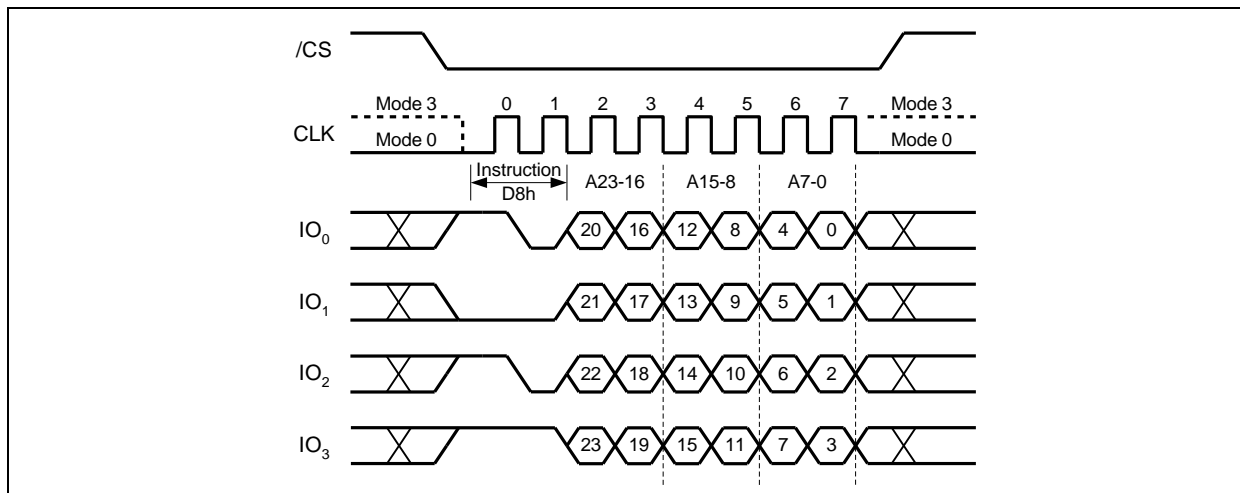 /CS
Mode 3 0 1 2 3 4 5 6 7 Mode 3
CLK
Mode 0 Mode 0
Instruction
D8h A23-16 A15-8 A7-0
IO0 20 16 12 8 4 0
IO1 21 17 13 9 5 1
IO2 22 18 14 10 6 2
IO3 23 19 15 11 7 3